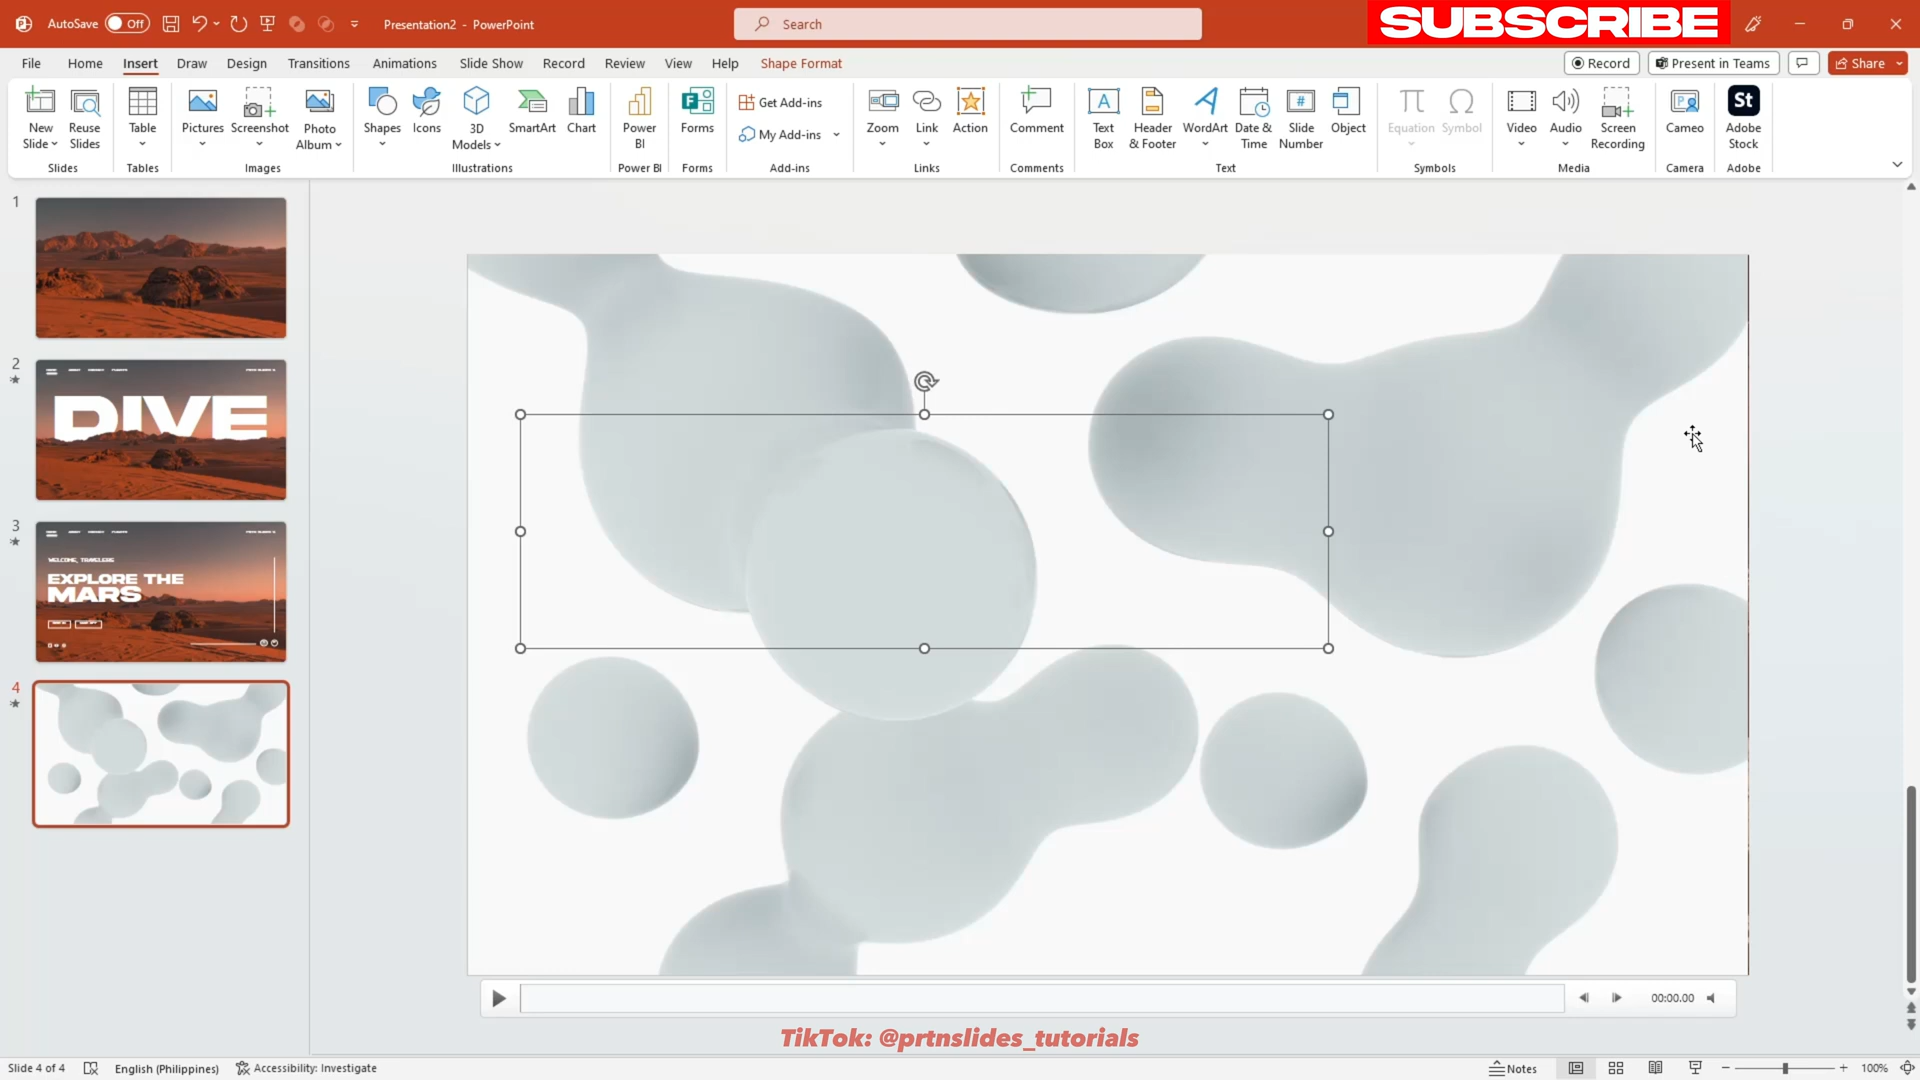 AutoSave Off
Presentation2 - PowerPoint
Search
SUBSCRIBE
File Home Insert Draw Design Transitions Animations Slide Show Record Review View Help Shape Format
Record
Present in Teams
Share
New Slide
Reuse Slides
Slides
Table
Tables
Pictures
Screenshot
Photo Album
Images
Shapes
Icons
3D Models
SmartArt
Chart
Illustrations
Power BI
Power BI
Forms
Forms
Get Add-ins
My Add-ins
Add-ins
Zoom
Link
Action
Links
Comment
Comments
Text Box
Header & Footer
WordArt
Date & Time
Slide Number
Object
Text
Equation
Symbol
Symbols
Video
Audio
Screen Recording
Media
Cameo
Camera
St
Adobe Stock
Adobe
1
2
DIVE
3
WELCOME, TRAVELERS
EXPLORE THE
MARS
4
00:00.00
TikTok: @prtnslides_tutorials
Slide 4 of 4
English (Philippines)
Accessibility: Investigate
Notes
100%